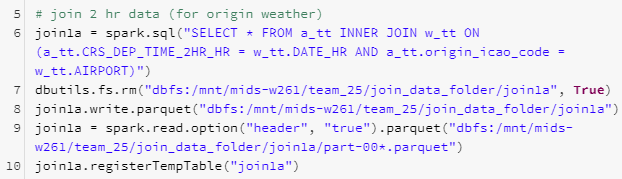 5 # join 2 hr data (for origin weather)
6 join1a = spark.sql("SELECT * FROM a_tt INNER JOIN w_tt ON
(a_tt.CRS_DEP_TIME_2HR_HR = w_tt.DATE_HR AND a_tt.origin_icao_code =
w_tt.AIRPORT)")
7 dbutils.fs.rm("dbfs:/mnt/mids-w261/team_25/join_data_folder/join1a", True)
8 join1a.write.parquet("dbfs:/mnt/mids-w261/team_25/join_data_folder/join1a")
9 join1a = spark.read.option("header", "true").parquet("dbfs:/mnt/mids-
w261/team_25/join_data_folder/join1a/part-00*.parquet")
10 join1a.registerTempTable("join1a")